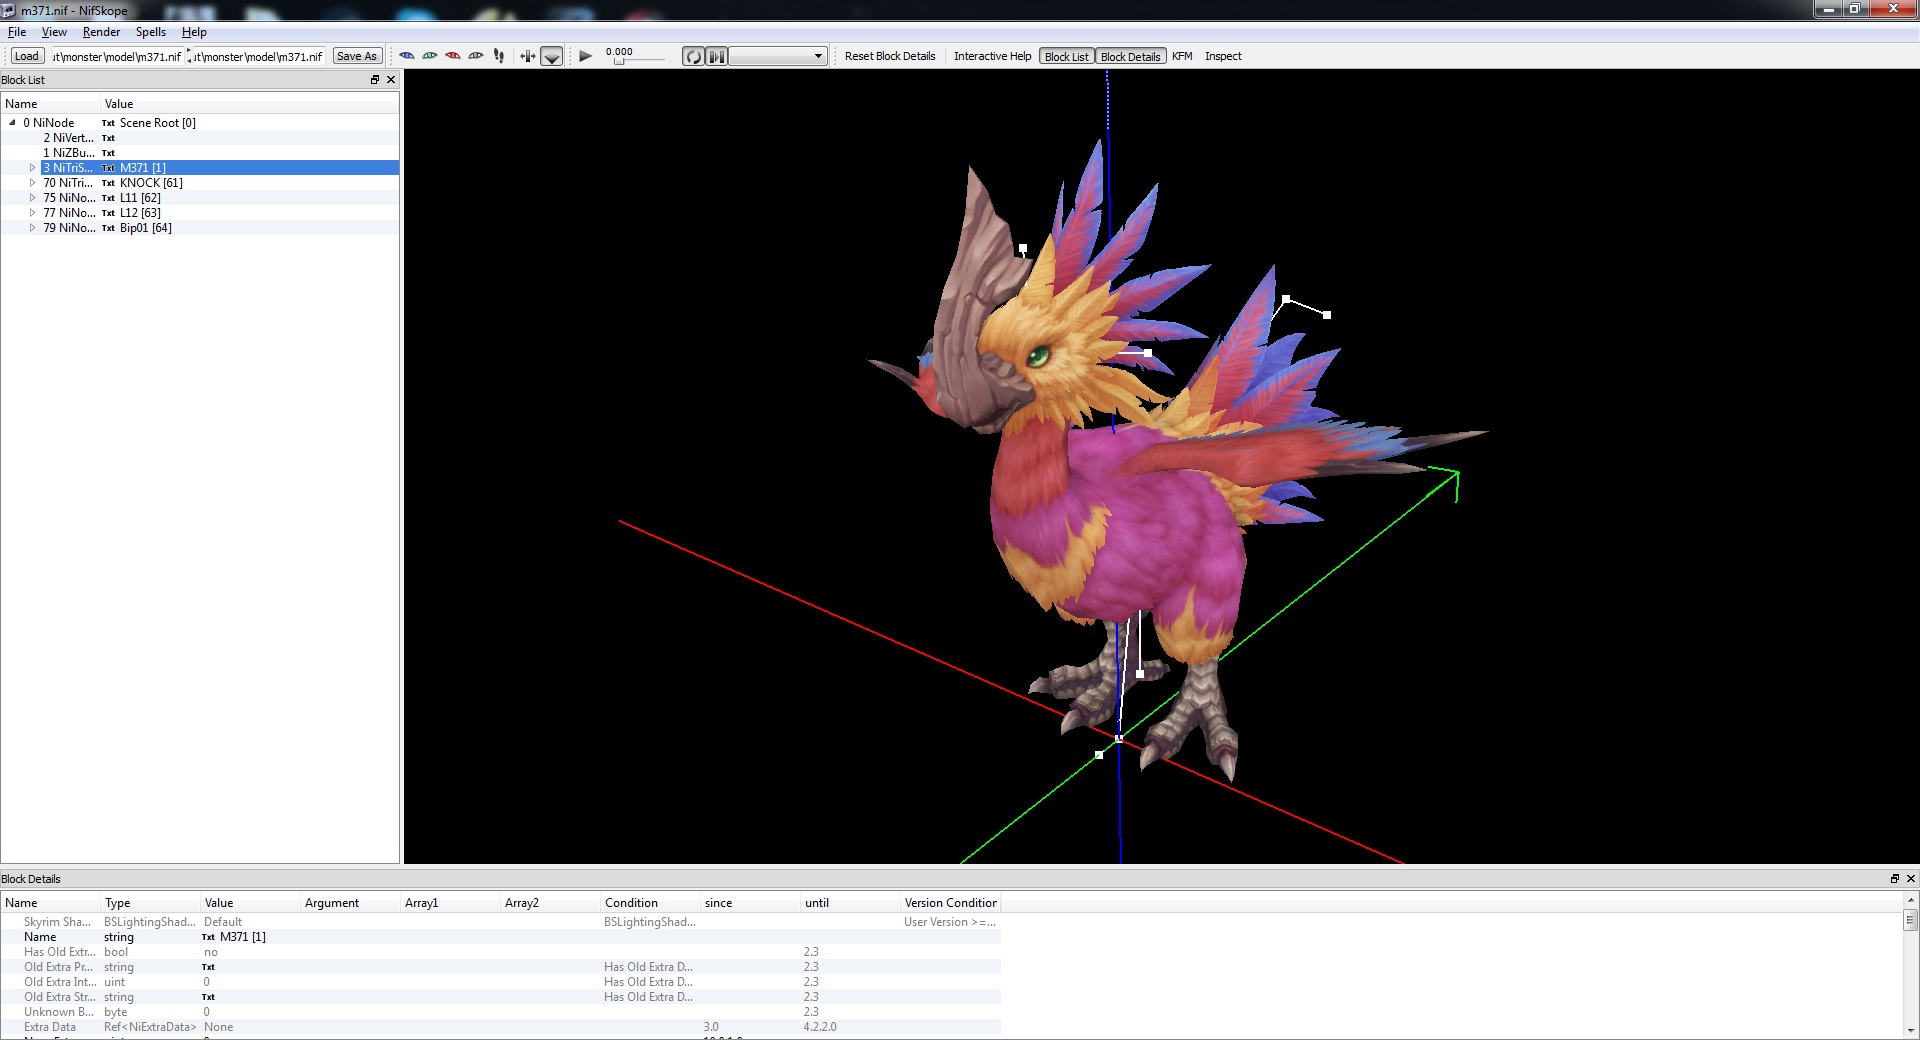 m371.nif - NifSkope
File View Render Spells Help
Load ut\monster\model\m371.nif ut\monster\model\m371.nif Save As 0.000 Reset Block Details Interactive Help Block List Block Details KFM Inspect
Block List
Name Value
0 NiNode Txt Scene Root [0]
2 NiVert... Txt
1 NiZBu... Txt
3 NiTriS... Txt M371 [1]
70 NiTri... Txt KNOCK [61]
75 NiNo... Txt L11 [62]
77 NiNo... Txt L12 [63]
79 NiNo... Txt Bip01 [64]
Block Details
Name Type Value Argument Array1 Array2 Condition since until Version Condition
Skyrim Sha... BSLightingShad... Default BSLightingShad... User Version >=...
Name string Txt M371 [1]
Has Old Extr... bool no 2.3
Old Extra Pr... string Txt Has Old Extra D... 2.3
Old Extra Int... uint 0 Has Old Extra D... 2.3
Old Extra Str... string Txt Has Old Extra D... 2.3
Unknown B... byte 0 2.3
Extra Data Ref<NiExtraData> None 3.0 4.2.2.0